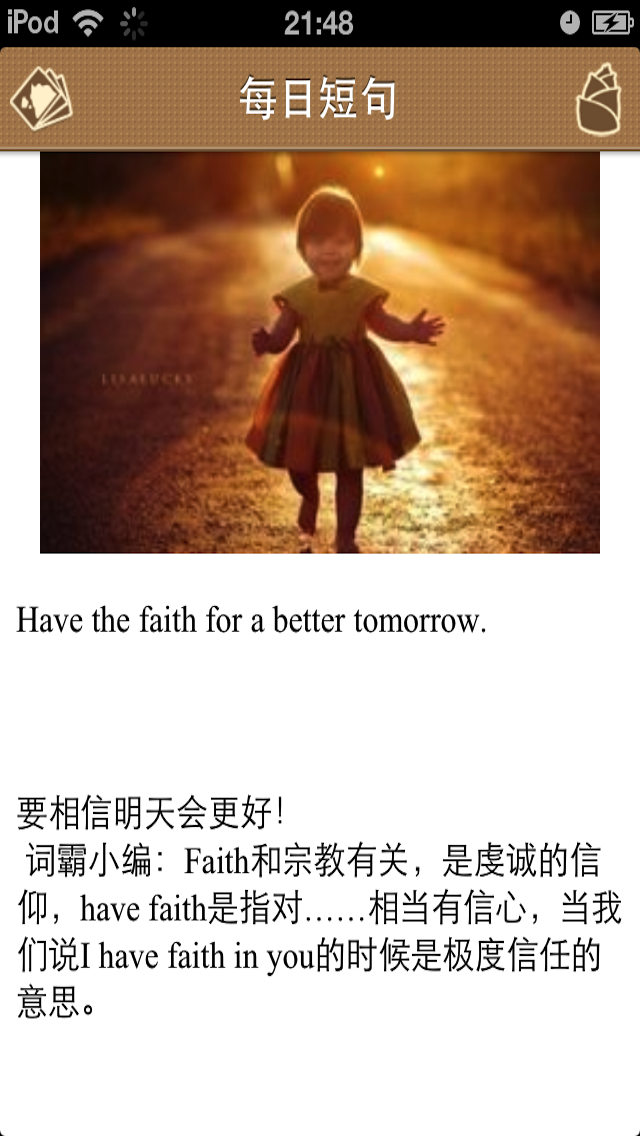 iPod 21:48
每日短句
LISALUCKY
Have the faith for a better tomorrow.
要相信明天会更好！
词霸小编：Faith和宗教有关，是虔诚的信
仰，have faith是指对……相当有信心，当我
们说I have faith in you的时候是极度信任的
意思。